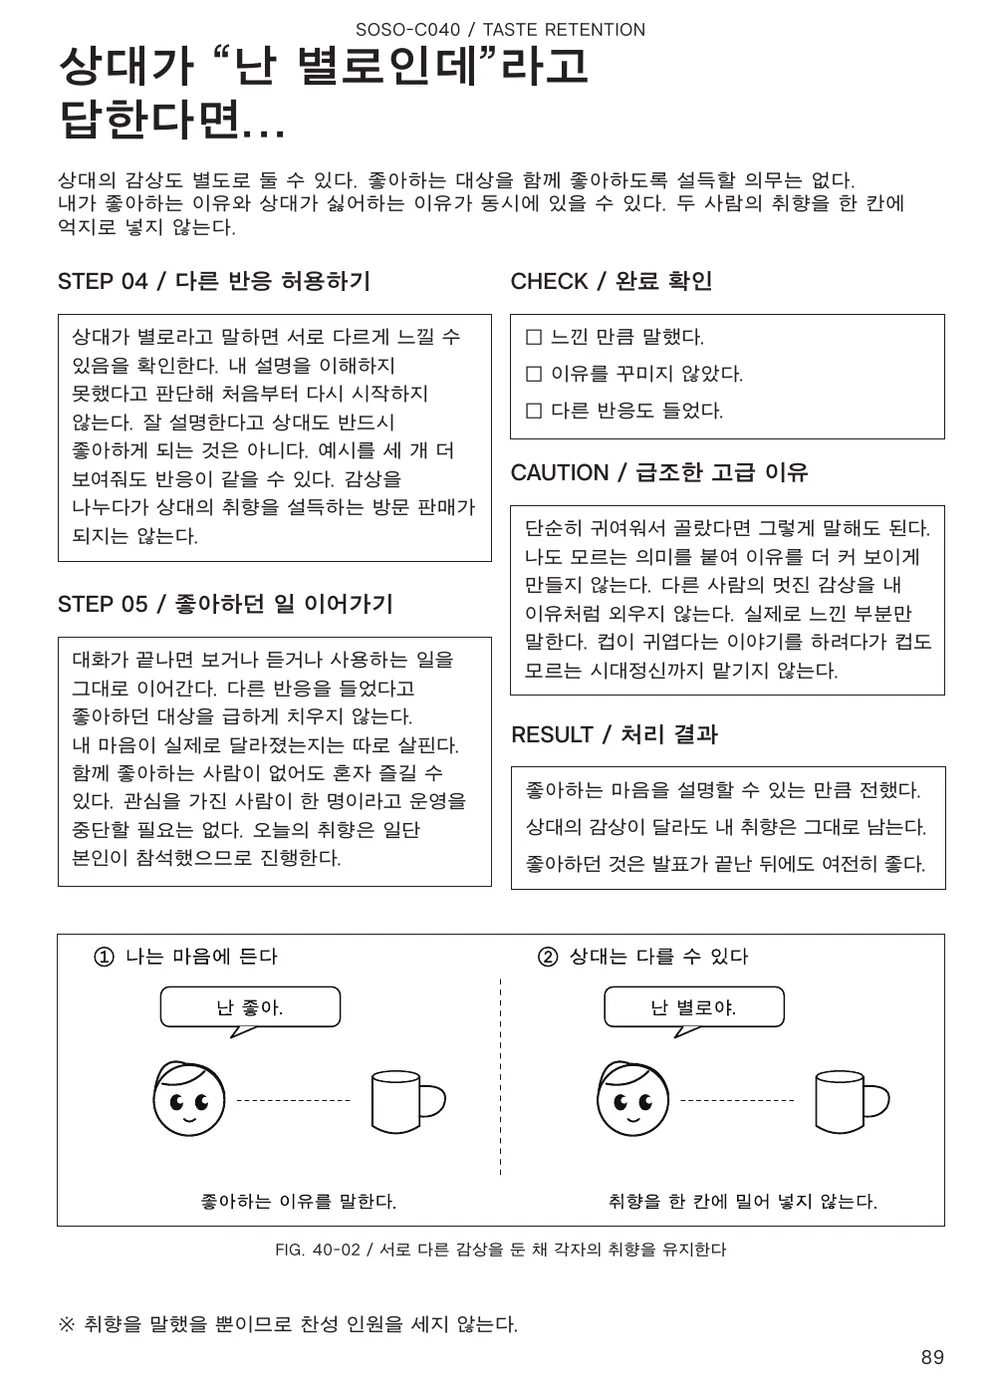 SOSO-C040 / TASTE RETENTION
상대가 “난 별로인데”라고
답한다면...
상대의 감상도 별도로 둘 수 있다. 좋아하는 대상을 함께 좋아하도록 설득할 의무는 없다.
내가 좋아하는 이유와 상대가 싫어하는 이유가 동시에 있을 수 있다. 두 사람의 취향을 한 칸에
억지로 넣지 않는다.
STEP 04 / 다른 반응 허용하기
상대가 별로라고 말하면 서로 다르게 느낄 수
있음을 확인한다. 내 설명을 이해하지
못했다고 판단해 처음부터 다시 시작하지
않는다. 잘 설명한다고 상대도 반드시
좋아하게 되는 것은 아니다. 예시를 세 개 더
보여줘도 반응이 같을 수 있다. 감상을
나누다가 상대의 취향을 설득하는 방문 판매가
되지는 않는다.
STEP 05 / 좋아하던 일 이어가기
대화가 끝나면 보거나 듣거나 사용하는 일을
그대로 이어간다. 다른 반응을 들었다고
좋아하던 대상을 급하게 치우지 않는다.
내 마음이 실제로 달라졌는지는 따로 살핀다.
함께 좋아하는 사람이 없어도 혼자 즐길 수
있다. 관심을 가진 사람이 한 명이라고 운영을
중단할 필요는 없다. 오늘의 취향은 일단
본인이 참석했으므로 진행한다.
CHECK / 완료 확인
□ 느낀 만큼 말했다.
□ 이유를 꾸미지 않았다.
□ 다른 반응도 들었다.
CAUTION / 급조한 고급 이유
단순히 귀여워서 골랐다면 그렇게 말해도 된다.
나도 모르는 의미를 붙여 이유를 더 커 보이게
만들지 않는다. 다른 사람의 멋진 감상을 내
이유처럼 외우지 않는다. 실제로 느낀 부분만
말한다. 컵이 귀엽다는 이야기를 하려다가 컵도
모르는 시대정신까지 맡기지 않는다.
RESULT / 처리 결과
좋아하는 마음을 설명할 수 있는 만큼 전했다.
상대의 감상이 달라도 내 취향은 그대로 남는다.
좋아하던 것은 발표가 끝난 뒤에도 여전히 좋다.
① 나는 마음에 든다
난 좋아.
좋아하는 이유를 말한다.
② 상대는 다를 수 있다
난 별로야.
취향을 한 칸에 밀어 넣지 않는다.
FIG. 40-02 / 서로 다른 감상을 둔 채 각자의 취향을 유지한다
※ 취향을 말했을 뿐이므로 찬성 인원을 세지 않는다.
89